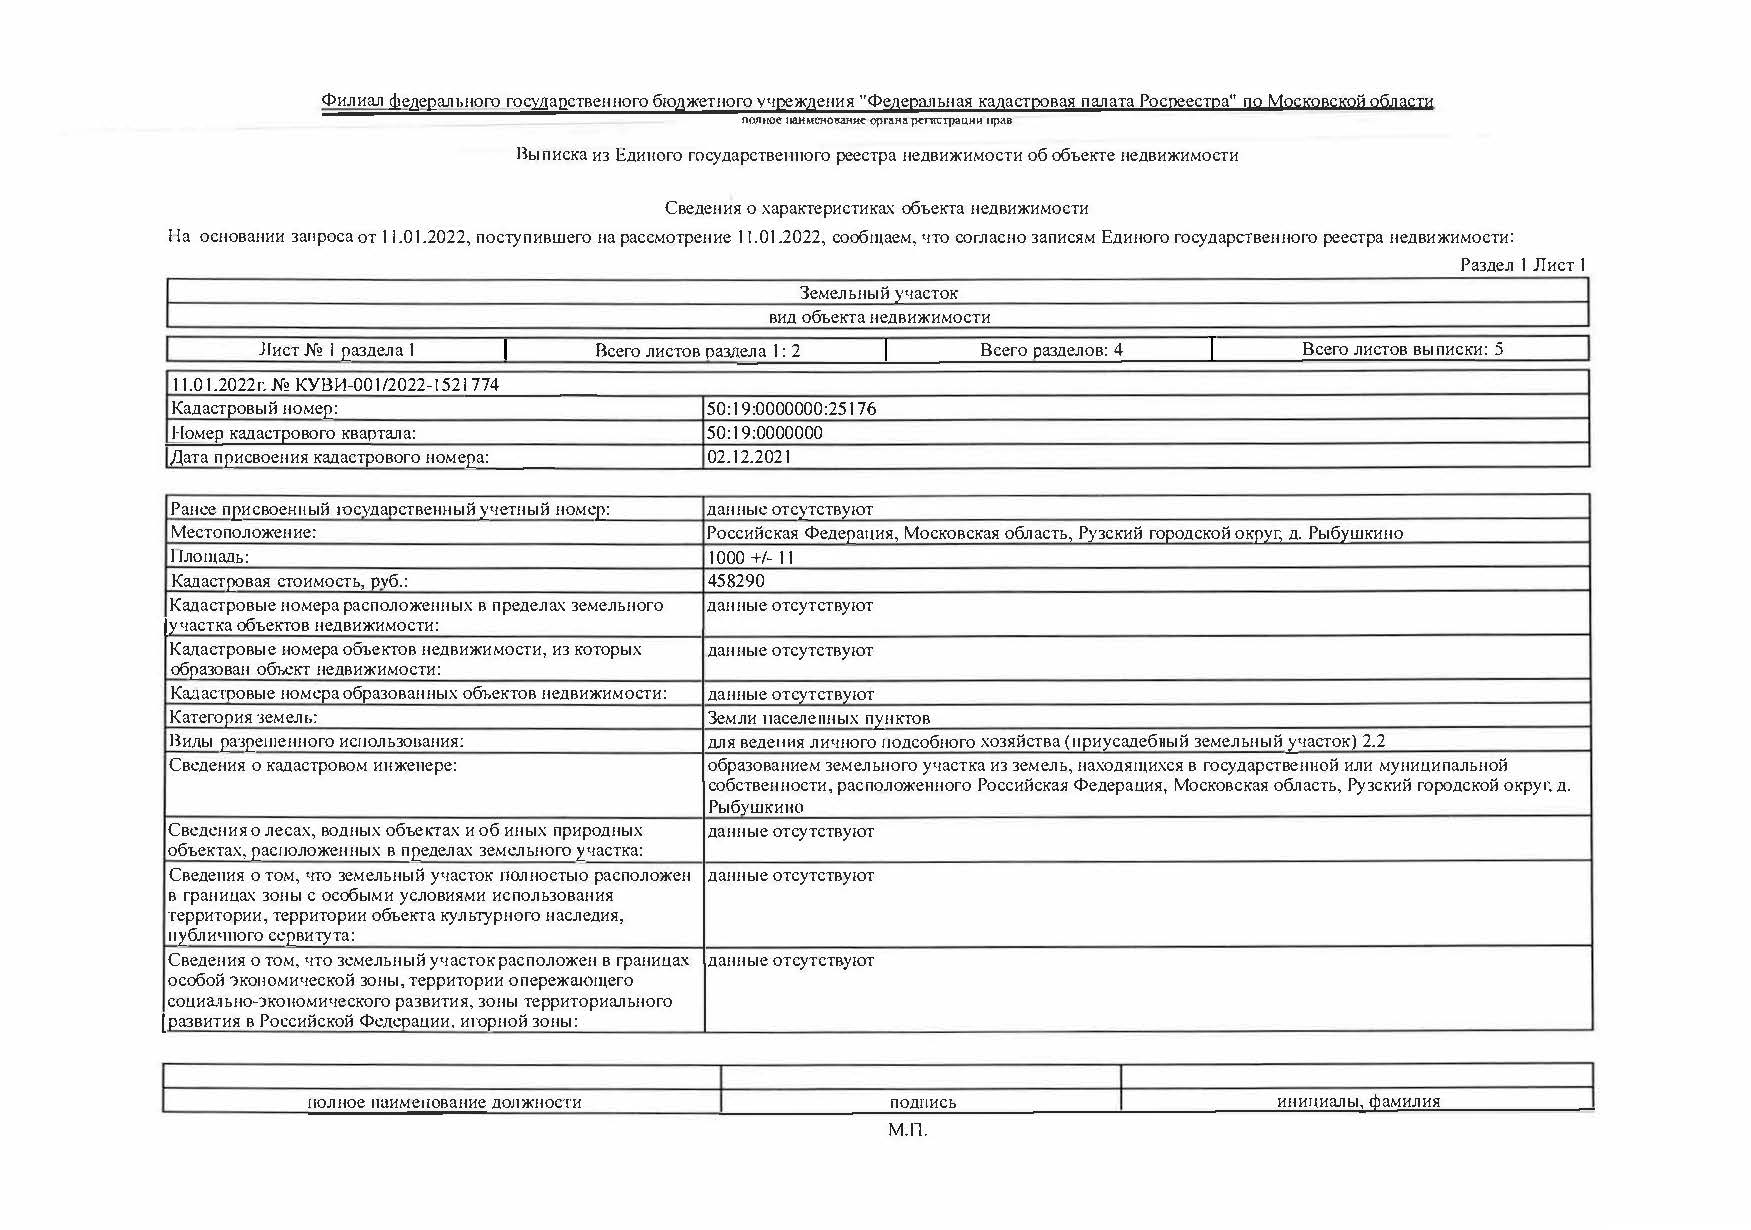 Филиал федерального государственного бюджетного учреждения "Федеральная кадастровая палата Росреестра" по Московской области
полное наименование органа регистрации прав
Выписка из Единого государственного реестра недвижимости об объекте недвижимости
Сведения о характеристиках объекта недвижимости
На основании запроса от 11.01.2022, поступившего на рассмотрение 11.01.2022, сообщаем, что согласно записям Единого государственного реестра недвижимости:
Раздел 1 Лист 1
Земельный участок
вид объекта недвижимости
Лист № 1 раздела 1 Всего листов раздела 1: 2 Всего разделов: 4 Всего листов выписки: 5
11.01.2022г. № КУВИ-001/2022-1521774
Кадастровый номер: 50:19:0000000:25176
Номер кадастрового квартала: 50:19:0000000
Дата присвоения кадастрового номера: 02.12.2021
Ранее присвоенный государственный учетный номер: данные отсутствуют
Местоположение: Российская Федерация, Московская область, Рузский городской округ, д. Рыбушкино
Площадь: 1000 +/- 11
Кадастровая стоимость, руб.: 458290
Кадастровые номера расположенных в пределах земельного данные отсутствуют
участка объектов недвижимости:
Кадастровые номера объектов недвижимости, из которых данные отсутствуют
образован объект недвижимости:
Кадастровые номера образованных объектов недвижимости: данные отсутствуют
Категория земель: Земли населенных пунктов
Виды разрешенного использования: для ведения личного подсобного хозяйства (приусадебный земельный участок) 2.2
Сведения о кадастровом инженере: образованием земельного участка из земель, находящихся в государственной или муниципальной
собственности, расположенного Российская Федерация, Московская область, Рузский городской округ, д.
Рыбушкино
Сведения о лесах, водных объектах и об иных природных данные отсутствуют
объектах, расположенных в пределах земельного участка:
Сведения о том, что земельный участок полностью расположен данные отсутствуют
в границах зоны с особыми условиями использования
территории, территории объекта культурного наследия,
публичного сервитута:
Сведения о том, что земельный участок расположен в границах данные отсутствуют
особой экономической зоны, территории опережающего
социально-экономического развития, зоны территориального
развития в Российской Федерации, игорной зоны:
полное наименование должности подпись инициалы, фамилия
М.П.